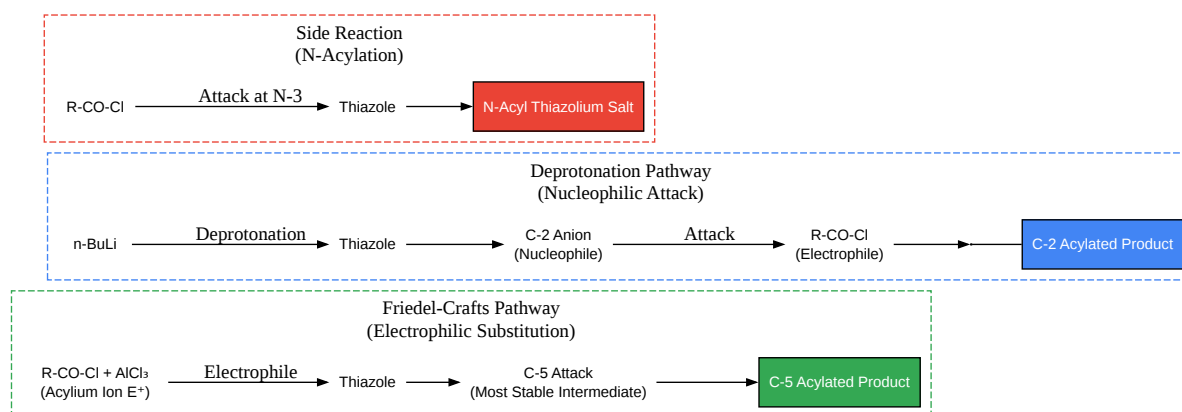 Side Reaction
(N-Acylation)
R-CO-Cl
Attack at N-3
Thiazole
N-Acyl Thiazolium Salt
Deprotonation Pathway
(Nucleophilic Attack)
n-BuLi
Deprotonation
Thiazole
C-2 Anion
(Nucleophile)
Attack
R-CO-Cl
(Electrophile)
C-2 Acylated Product
Friedel-Crafts Pathway
(Electrophilic Substitution)
R-CO-Cl + AlCl₃
(Acylium Ion E⁺)
Electrophile
Thiazole
C-5 Attack
(Most Stable Intermediate)
C-5 Acylated Product